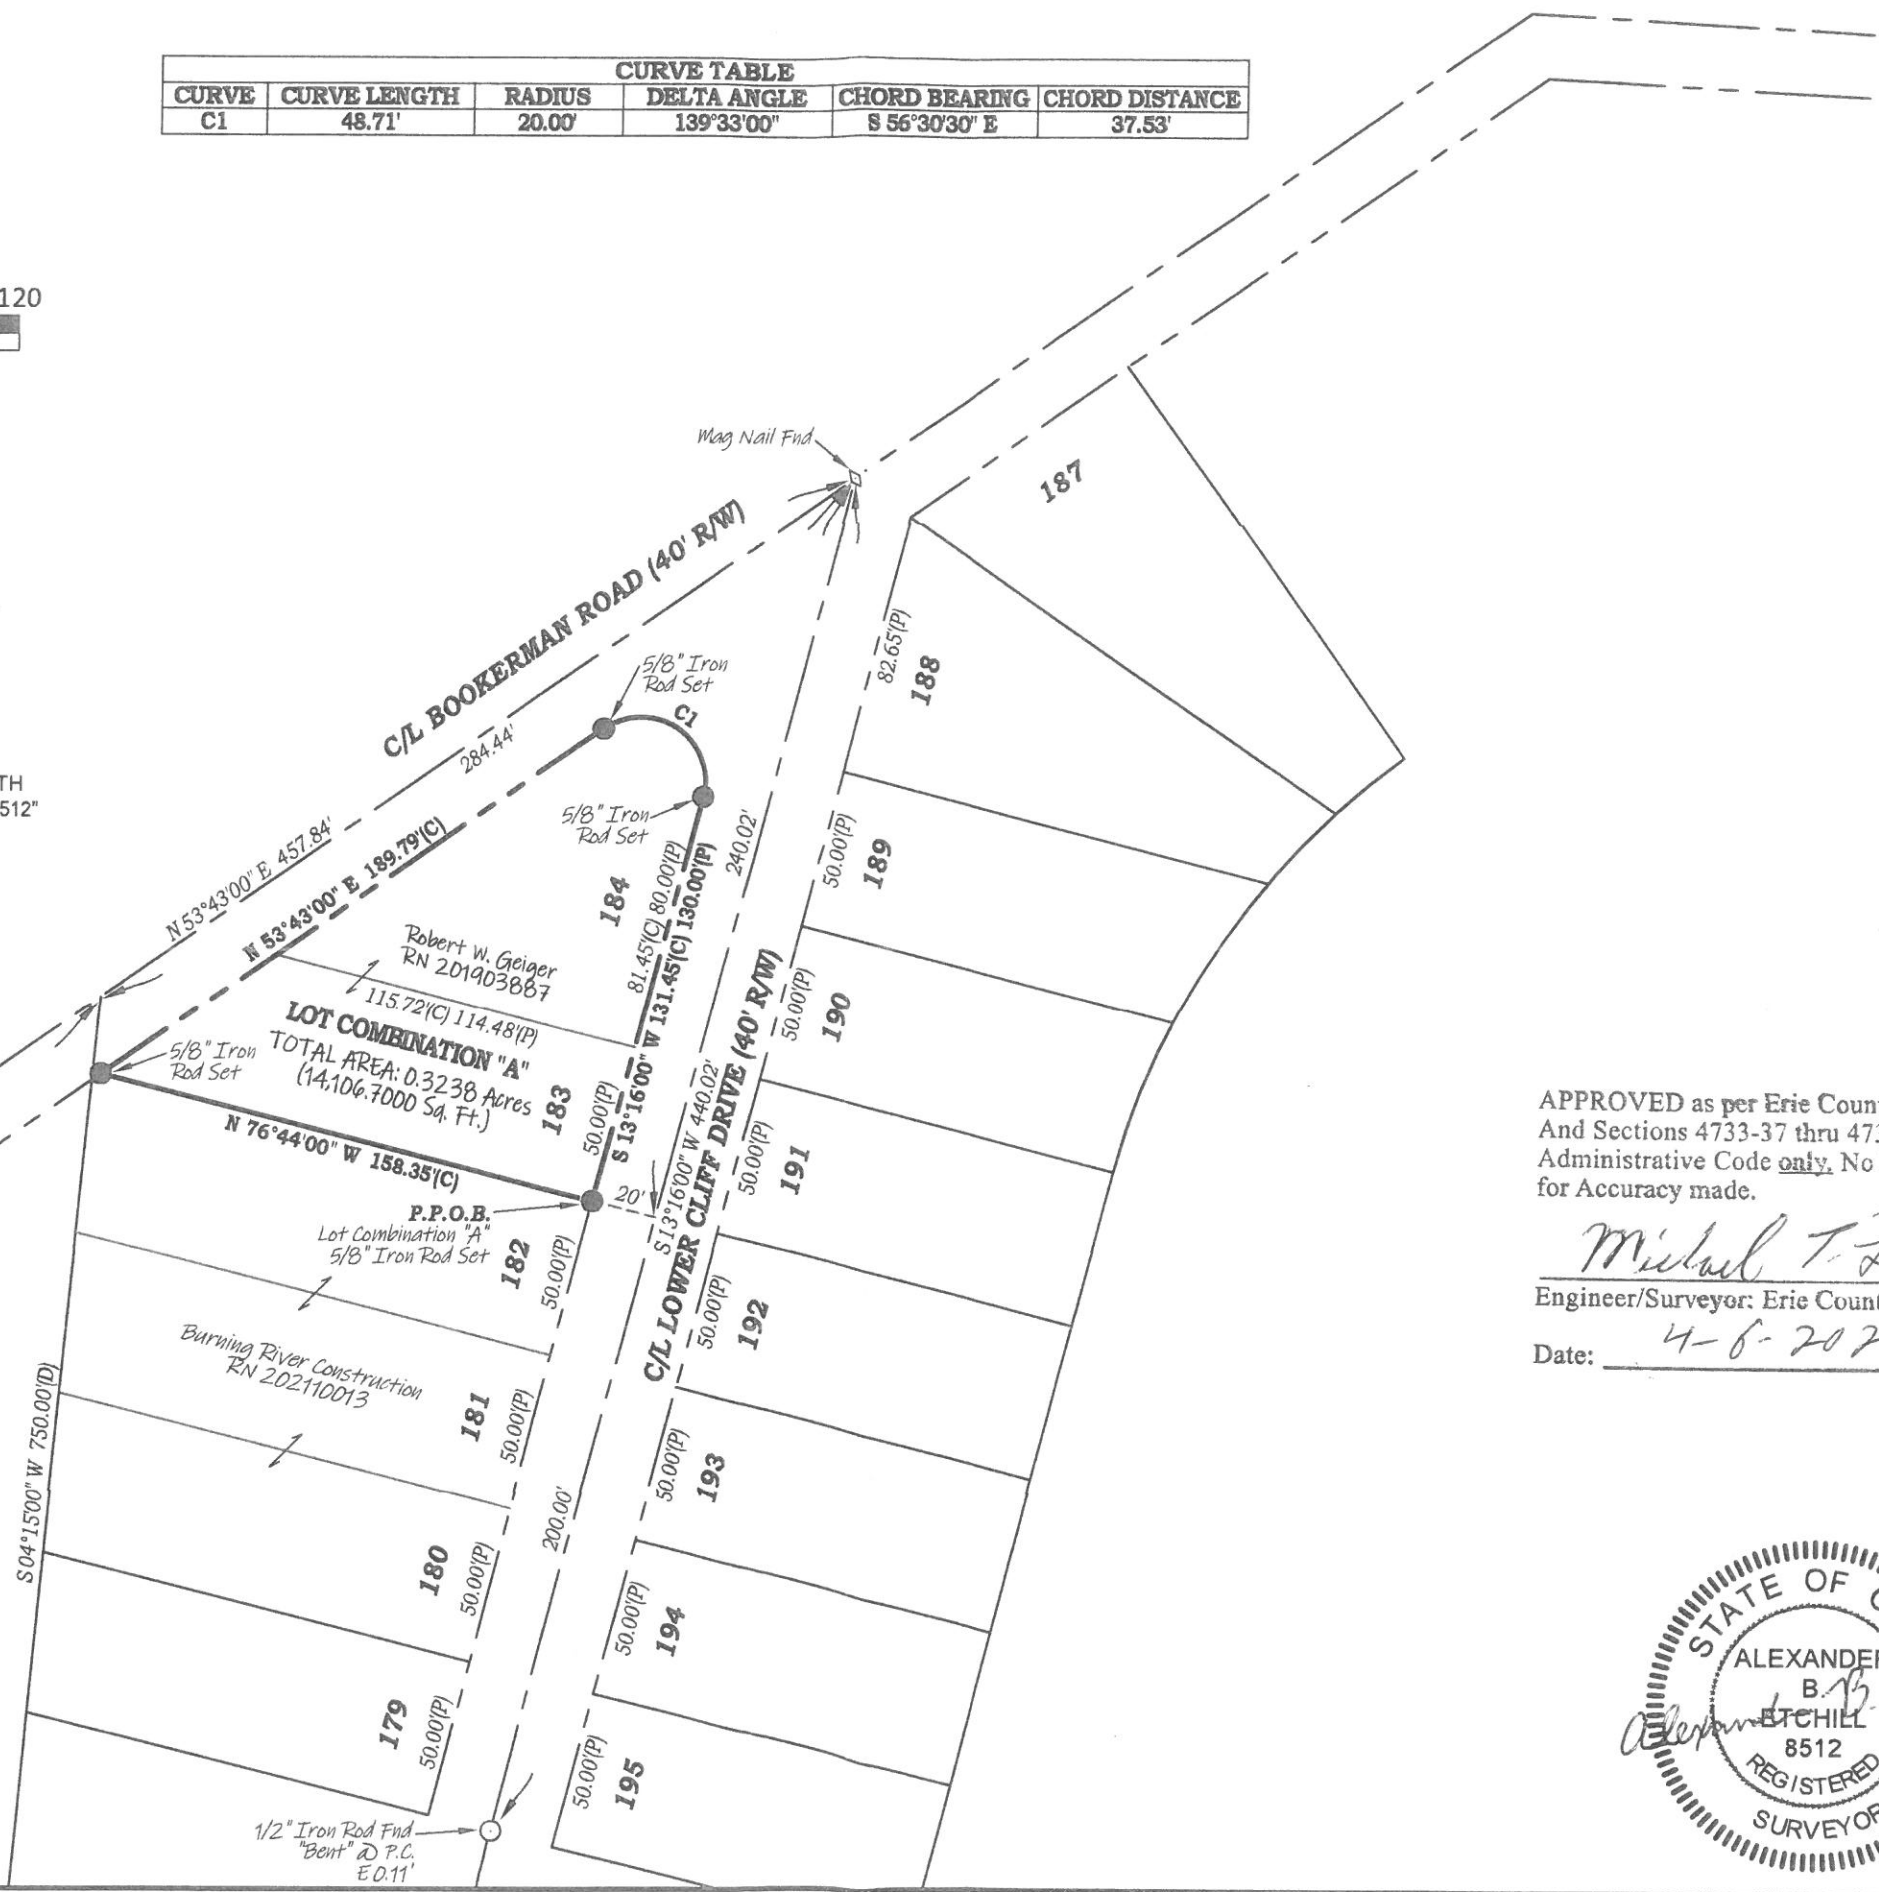 CURVE TABLE
CURVE CURVE LENGTH RADIUS DELTA ANGLE CHORD BEARING CHORD DISTANCE
C1 48.71' 20.00' 139°33'00" S 56°30'30" E 37.53'
120
TH
512"
Mag Nail Fnd
187
C/L BOOKERMAN ROAD (40' R/W)
284.44'
N 53°43'00" E 457.84'
N 53°43'00" E 189.79'(C)
5/8" Iron
Rod Set
C1
5/8" Iron
Rod Set
82.65'(P)
188
240.02'
184
81.45'(C) 80.00'(P)
S 13°16'00" W 131.45'(C) 130.00'(P)
50.00'(P)
189
Robert W. Geiger
RN 201903887
115.72'(C) 114.48'(P)
LOT COMBINATION "A"
TOTAL AREA: 0.3238 Acres
(14,106.7000 Sq. Ft.)
183
50.00'(P)
5/8" Iron
Rod Set
N 76°44'00" W 158.35'(C)
50.00'(P)
190
C/L LOWER CLIFF DRIVE (40' R/W)
S 13°16'00" W 440.02'
20'
P.P.O.B.
Lot Combination "A"
5/8" Iron Rod Set
50.00'(P)
191
182
50.00'(P)
50.00'(P)
192
Burning River Construction
RN 202110013
181
50.00'(P)
S 04°15'00" W 750.00'(D)
50.00'(P)
193
200.00'
180
50.00'(P)
50.00'(P)
194
179
50.00'(P)
50.00'(P)
195
1/2" Iron Rod Fnd
"Bent" @ P.C.
E 0.11'
APPROVED as per Erie Coun
And Sections 4733-37 thru 47
Administrative Code only. No
for Accuracy made.
Michael T.
Engineer/Surveyor: Erie Coun
Date: 4-6-202
STATE OF
ALEXANDER
B.
ETCHILL
8512
REGISTERED
SURVEYOR